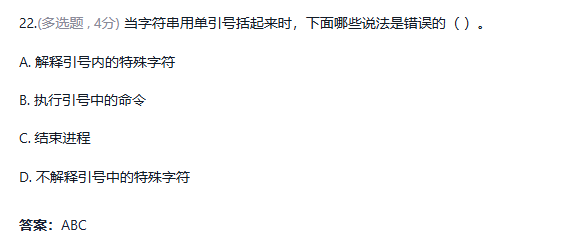 22.(多选题 , 4分) 当字符串用单引号括起来时，下面哪些说法是错误的（ ）。
A. 解释引号内的特殊字符
B. 执行引号中的命令
C. 结束进程
D. 不解释引号中的特殊字符
答案：ABC